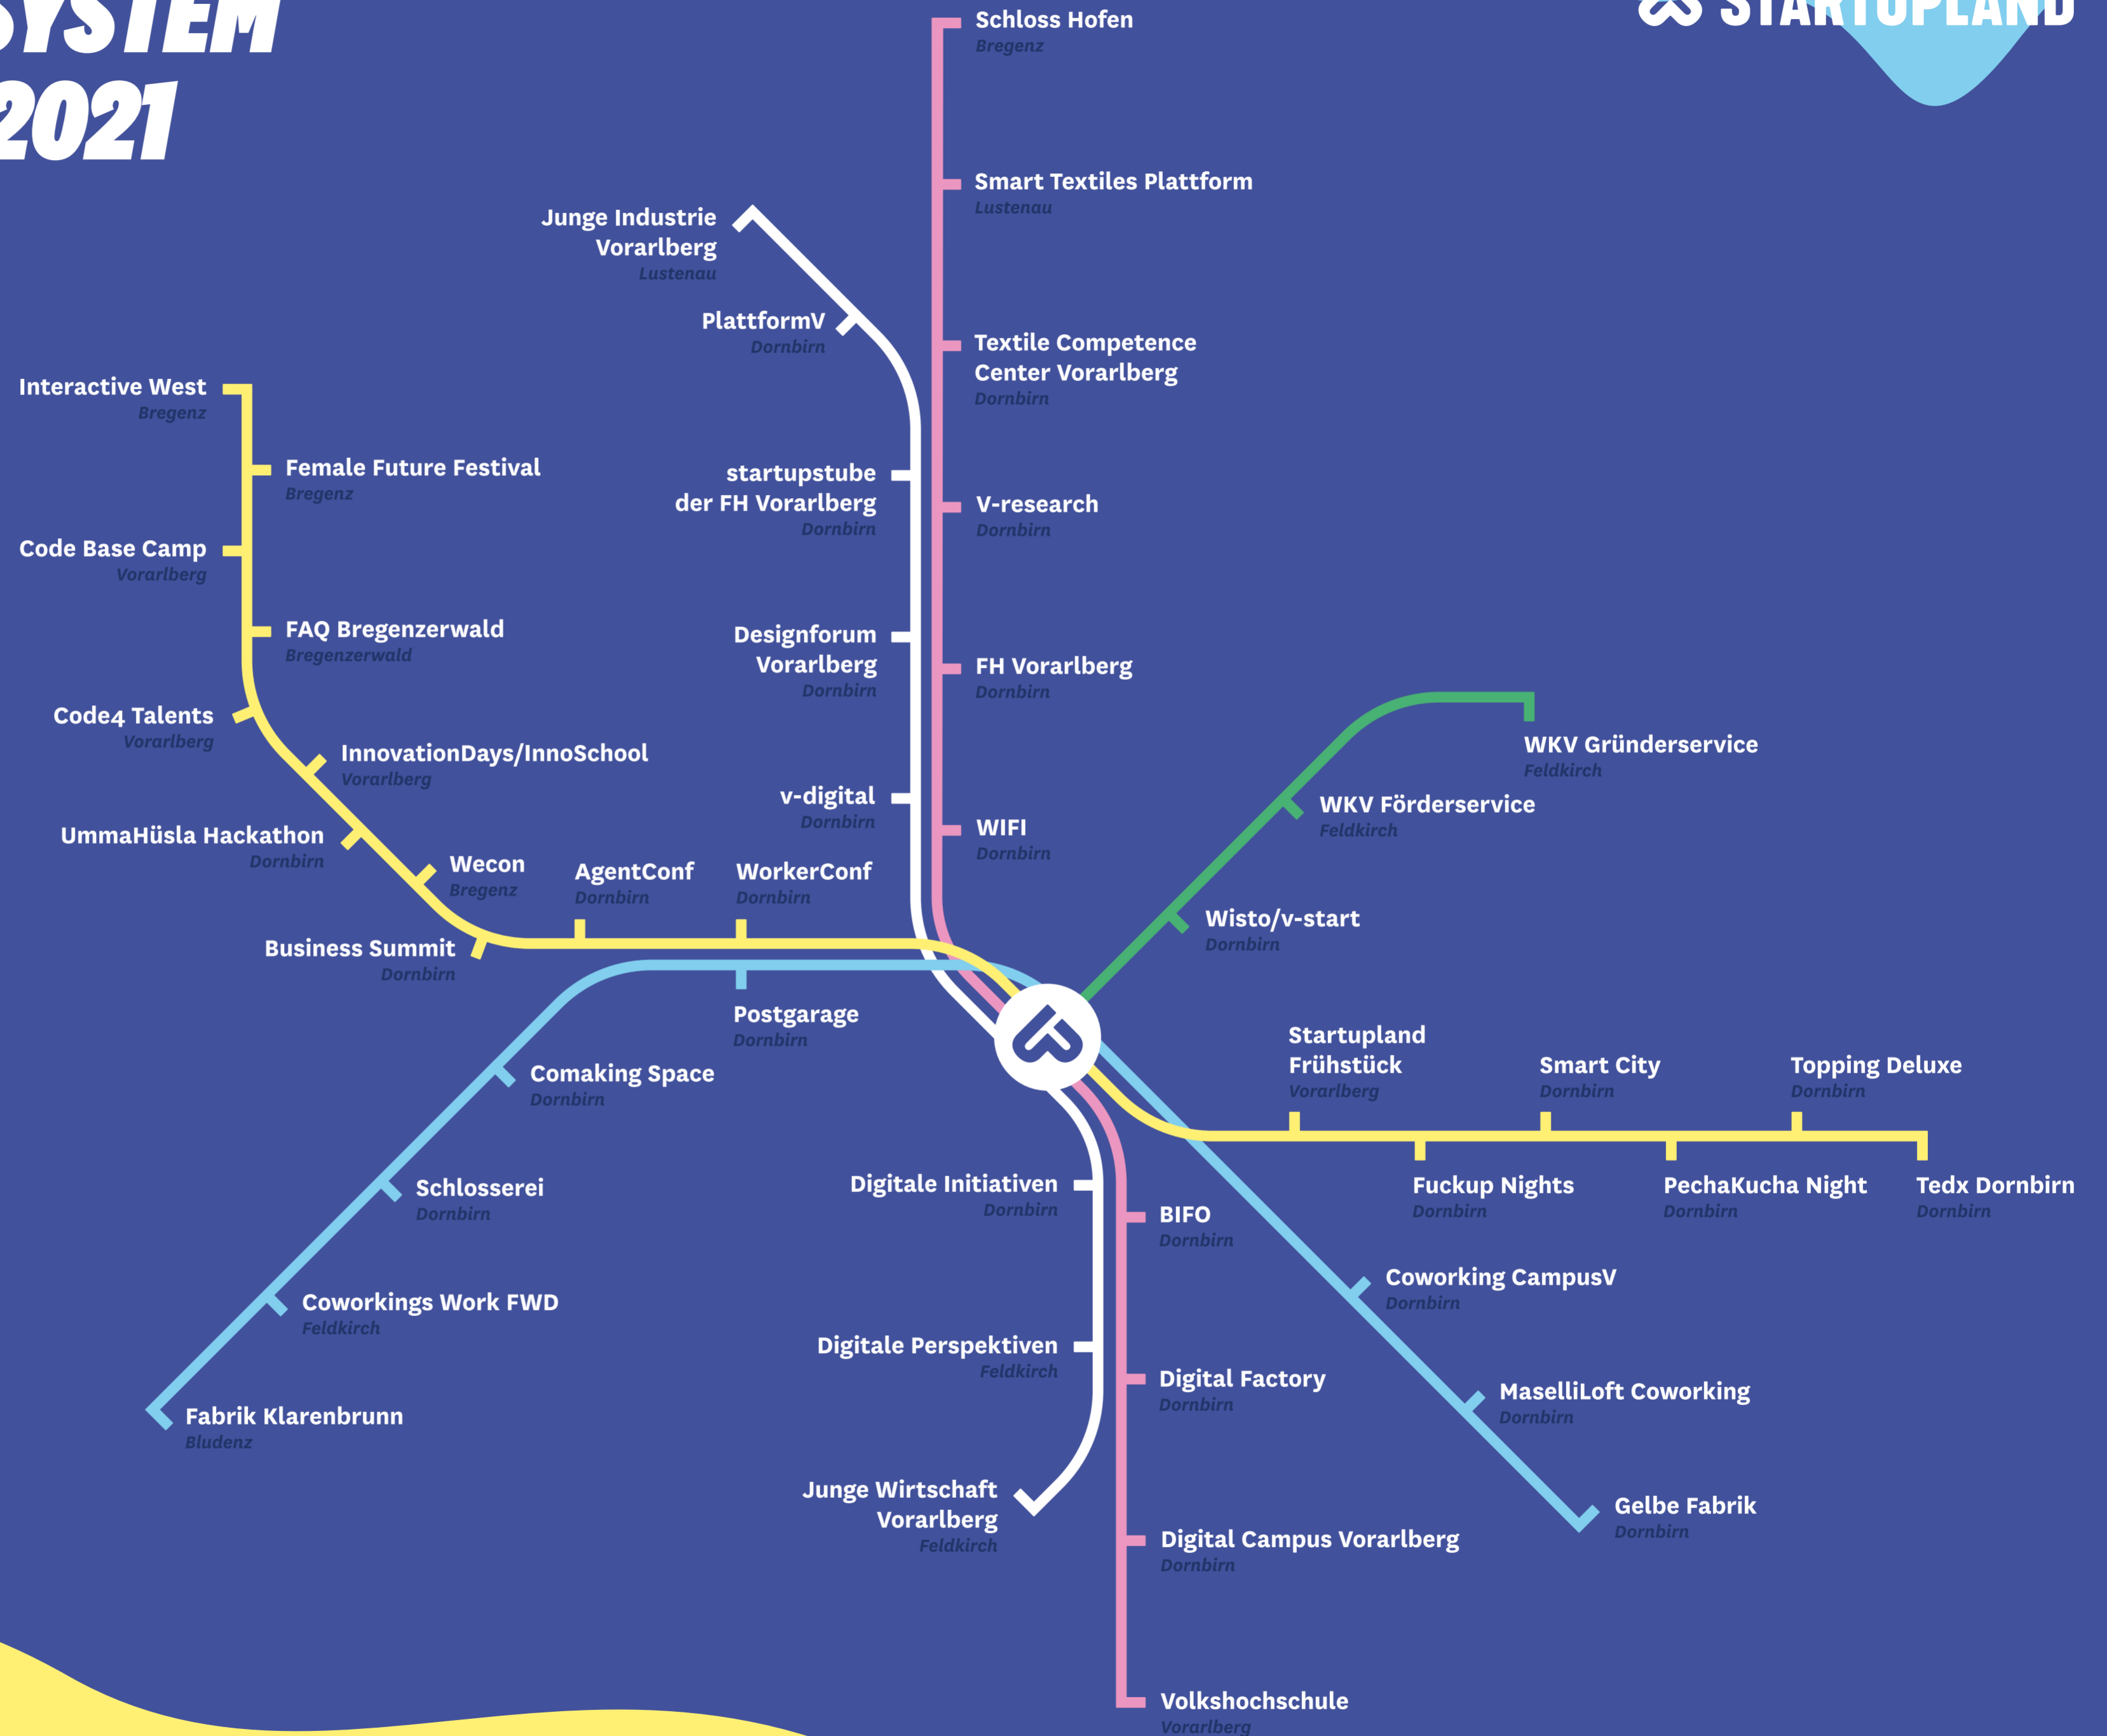 SYSTEM
2021
STARTUPLAND
Schloss Hofen
Bregenz
Smart Textiles Plattform
Lustenau
Textile Competence
Center Vorarlberg
Dornbirn
V-research
Dornbirn
FH Vorarlberg
Dornbirn
WIFI
Dornbirn
Junge Industrie
Vorarlberg
Lustenau
PlattformV
Dornbirn
startupstube
der FH Vorarlberg
Dornbirn
Designforum
Vorarlberg
Dornbirn
v-digital
Dornbirn
Interactive West
Bregenz
Female Future Festival
Bregenz
Code Base Camp
Vorarlberg
FAQ Bregenzerwald
Bregenzerwald
Code4 Talents
Vorarlberg
InnovationDays/InnoSchool
Vorarlberg
UmmaHüsla Hackathon
Dornbirn
Wecon
Bregenz
Business Summit
Dornbirn
AgentConf
Dornbirn
WorkerConf
Dornbirn
Postgarage
Dornbirn
Comaking Space
Dornbirn
Schlosserei
Dornbirn
Coworkings Work FWD
Feldkirch
Fabrik Klarenbrunn
Bludenz
WKV Gründerservice
Feldkirch
WKV Förderservice
Feldkirch
Wisto/v-start
Dornbirn
Startupland
Frühstück
Vorarlberg
Smart City
Dornbirn
Topping Deluxe
Dornbirn
Fuckup Nights
Dornbirn
PechaKucha Night
Dornbirn
Tedx Dornbirn
Dornbirn
Coworking CampusV
Dornbirn
MaselliLoft Coworking
Dornbirn
Gelbe Fabrik
Dornbirn
Digitale Initiativen
Dornbirn
Digitale Perspektiven
Feldkirch
Junge Wirtschaft
Vorarlberg
Feldkirch
BIFO
Dornbirn
Digital Factory
Dornbirn
Digital Campus Vorarlberg
Dornbirn
Volkshochschule
Vorarlberg